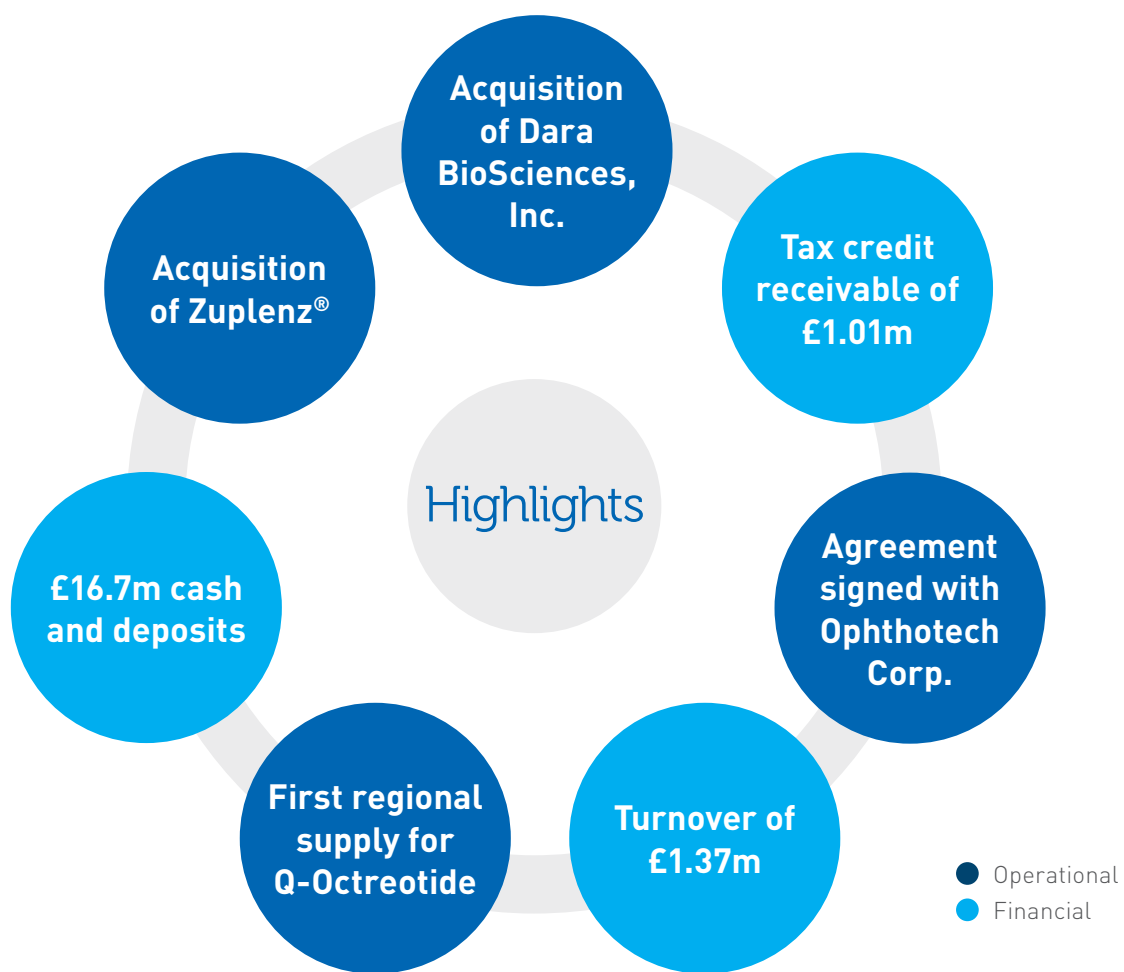 Acquisition
of Dara
BioSciences,
Inc.
Tax credit
receivable of
£1.01m
Agreement
signed with
Ophthotech
Corp.
Turnover of
£1.37m
First regional
supply for
Q-Octreotide
£16.7m cash
and deposits
Acquisition
of Zuplenz®
Highlights
Operational
Financial